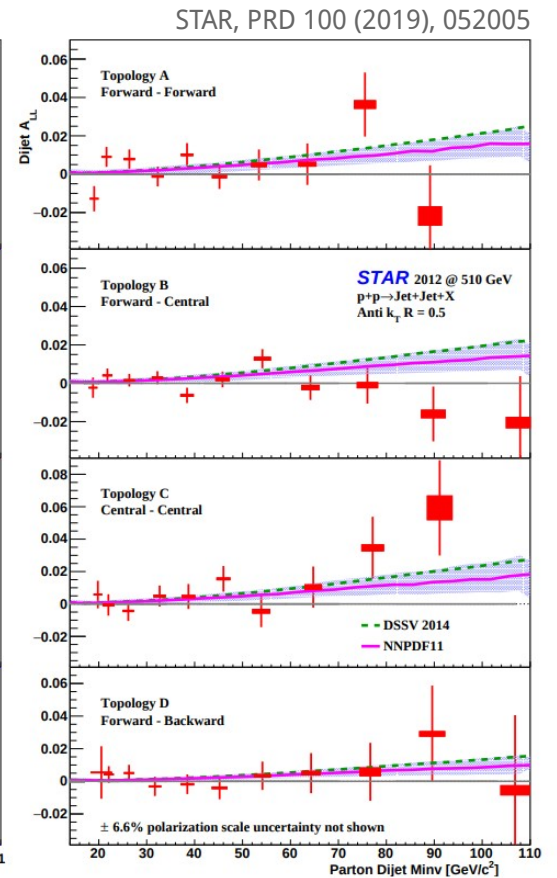 STAR, PRD 100 (2019), 052005
Dijet A_LL
0.06
0.04
0.02
0
−0.02
Topology A
Forward - Forward
0.06
0.04
0.02
0
−0.02
Topology B
Forward - Central
STAR 2012 @ 510 GeV
p+p→Jet+Jet+X
Anti k_T R = 0.5
0.08
0.06
0.04
0.02
0
−0.02
Topology C
Central - Central
DSSV 2014
NNPDF11
0.06
0.04
0.02
0
−0.02
Topology D
Forward - Backward
± 6.6% polarization scale uncertainty not shown
1
20 30 40 50 60 70 80 90 100 110
Parton Dijet Minv [GeV/c²]